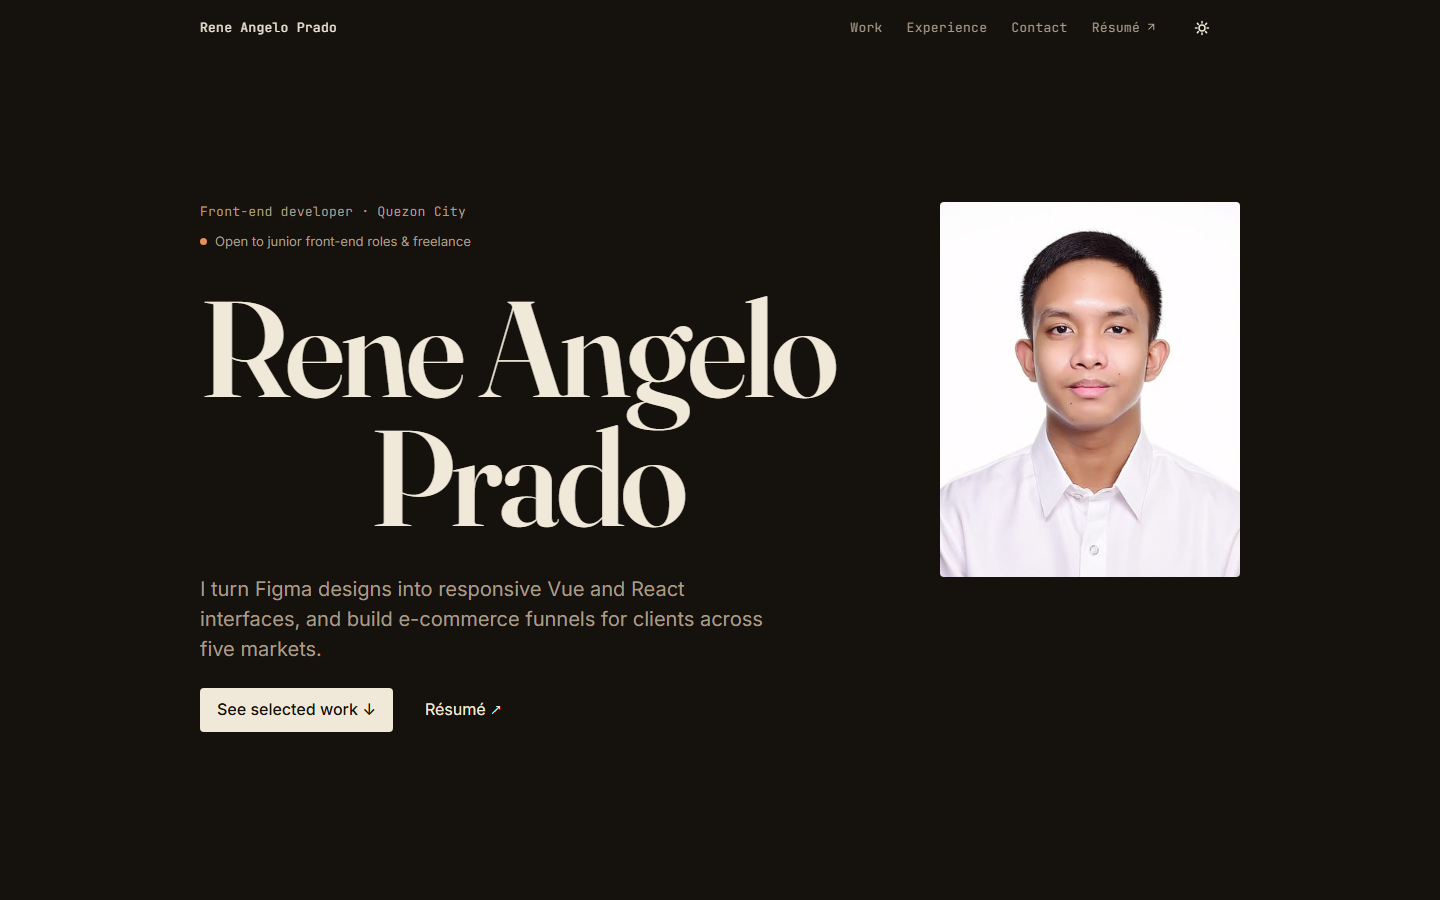 Rene Angelo Prado
Work Experience Contact Résumé ↗
Front-end developer · Quezon City
Open to junior front-end roles & freelance
Rene Angelo
Prado
I turn Figma designs into responsive Vue and React
interfaces, and build e-commerce funnels for clients across
five markets.
See selected work ↓ Résumé ↗